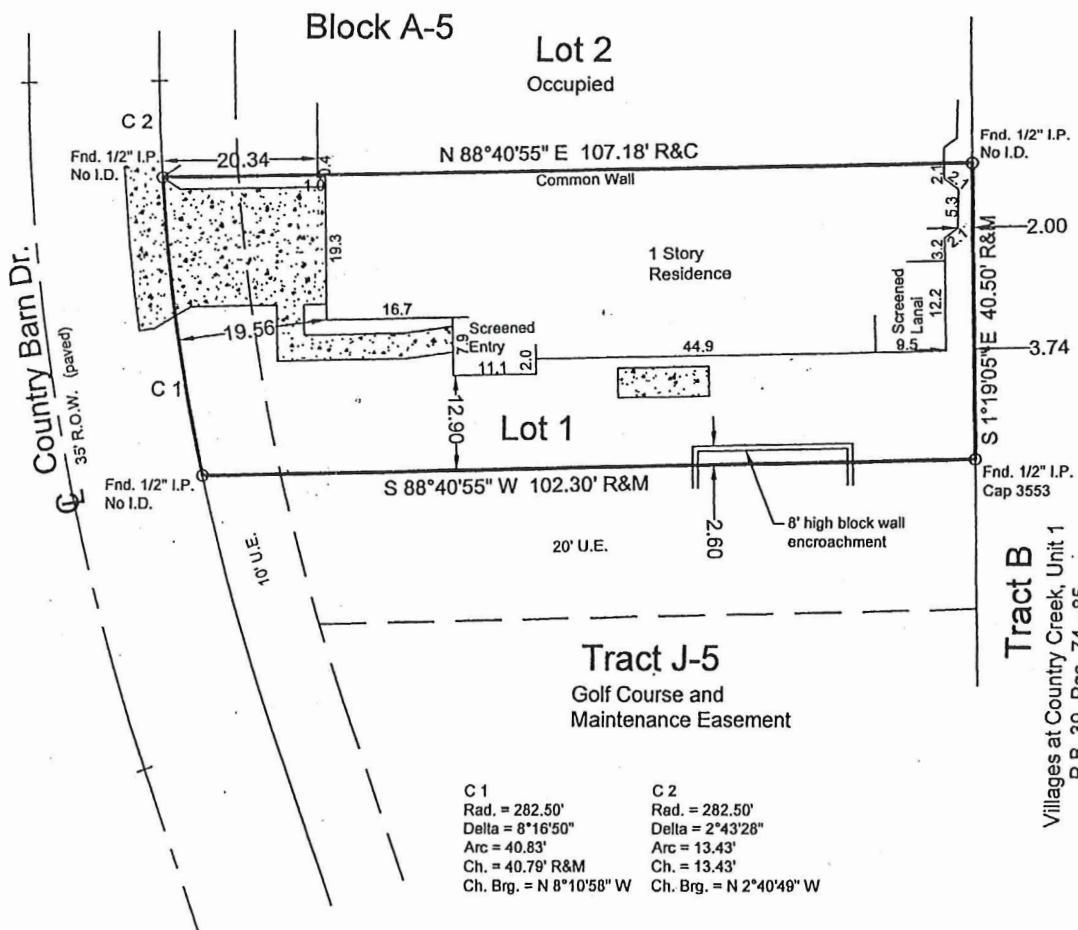 Block A-5
Lot 2
Occupied
C 2
Fnd. 1/2" I.P.
No I.D.
20.34
0.4
1.0
N 88°40'55" E 107.18' R&C
Common Wall
Fnd. 1/2" I.P.
No I.D.
2.1
2.1
5.3
2.1
3.2
2.00
19.3
1 Story
Residence
Country Barn Dr.
35' R.O.W. (paved)
19.56
16.7
Screened
Entry
7.9
11.1
2.0
44.9
Screened
Lanai
12.2
9.5
3.74
S 1°19'05" E 40.50' R&M
C 1
12.90
Lot 1
Fnd. 1/2" I.P.
No I.D.
S 88°40'55" W 102.30' R&M
Fnd. 1/2" I.P.
Cap 3553
2.60
8' high block wall
encroachment
CL
10' U.E.
20' U.E.
Tract J-5
Golf Course and
Maintenance Easement
Tract B
Villages at Country Creek, Unit 1
C 1
Rad. = 282.50'
Delta = 8°16'50"
Arc = 40.83'
Ch. = 40.79' R&M
Ch. Brg. = N 8°10'58" W
C 2
Rad. = 282.50'
Delta = 2°43'28"
Arc = 13.43'
Ch. = 13.43'
Ch. Brg. = N 2°40'49" W